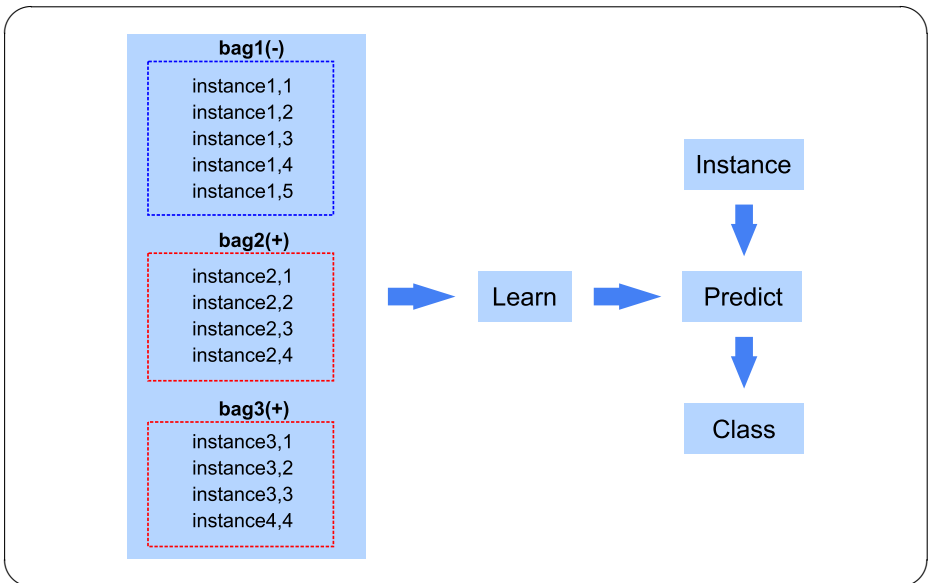 bag1(-)
instance1,1
instance1,2
instance1,3
instance1,4
instance1,5
bag2(+)
instance2,1
instance2,2
instance2,3
instance2,4
bag3(+)
instance3,1
instance3,2
instance3,3
instance4,4
Learn
Instance
Predict
Class